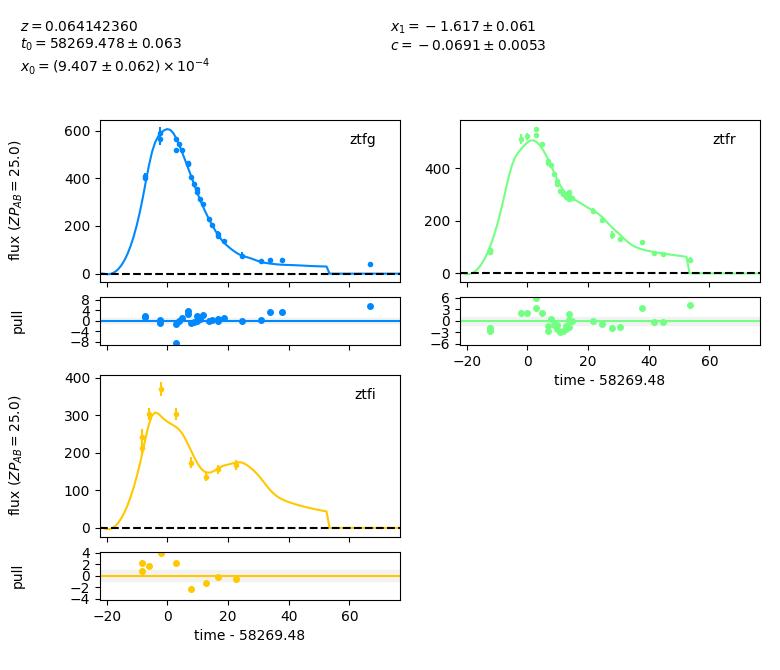 z = 0.064142360
t₀ = 58269.478 ± 0.063
x₀ = (9.407 ± 0.062) × 10⁻⁴
x₁ = −1.617 ± 0.061
c = −0.0691 ± 0.0053
ztfg
flux (ZP_AB = 25.0)
600
400
200
0
pull
8
4
0
−4
−8
ztfr
400
200
0
6
3
0
−3
−6
−20 0 20 40 60
time - 58269.48
ztfi
flux (ZP_AB = 25.0)
400
300
200
100
0
pull
4
2
0
−2
−4
−20 0 20 40 60
time - 58269.48